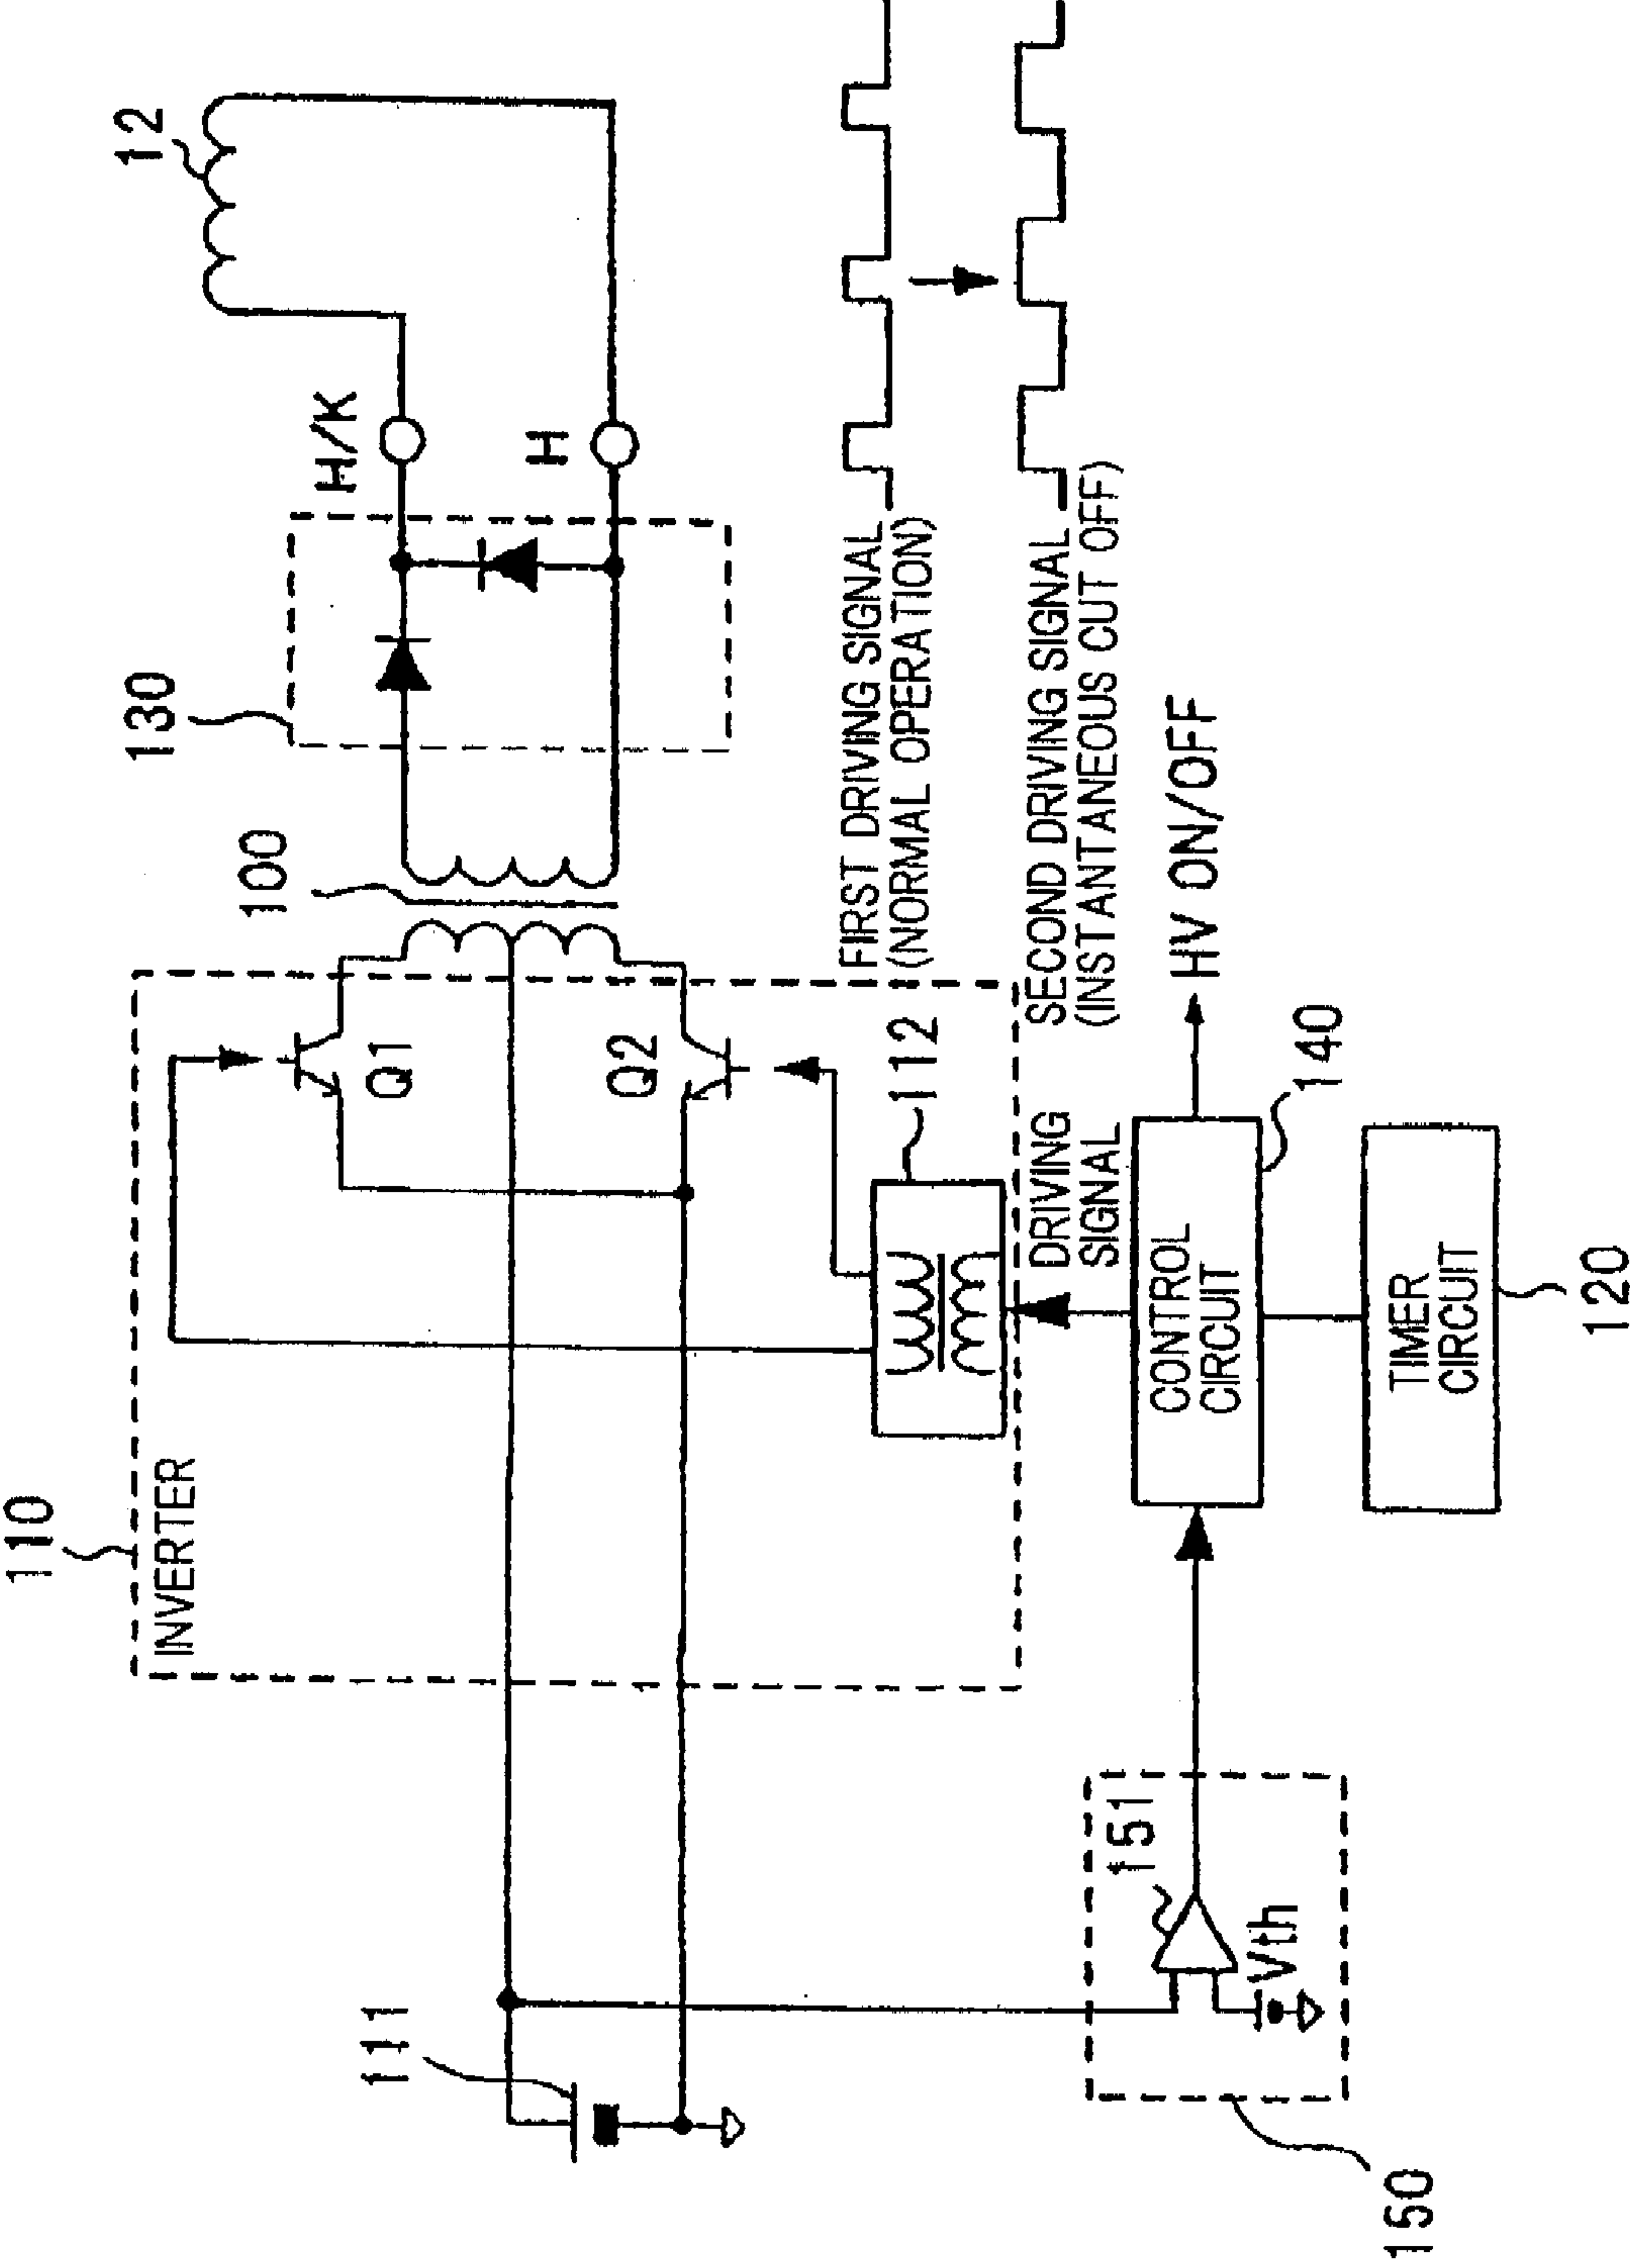 110
INVERTER
Q1
Q2
112
100
130
H/K
H
12
111
FIRST DRIVING SIGNAL
(NORMAL OPERATION)
SECOND DRIVING SIGNAL
(INSTANTANEOUS CUT OFF)
DRIVING
SIGNAL
HV ON/OFF
140
CONTROL
CIRCUIT
TIMER
CIRCUIT
120
151
Vth
150